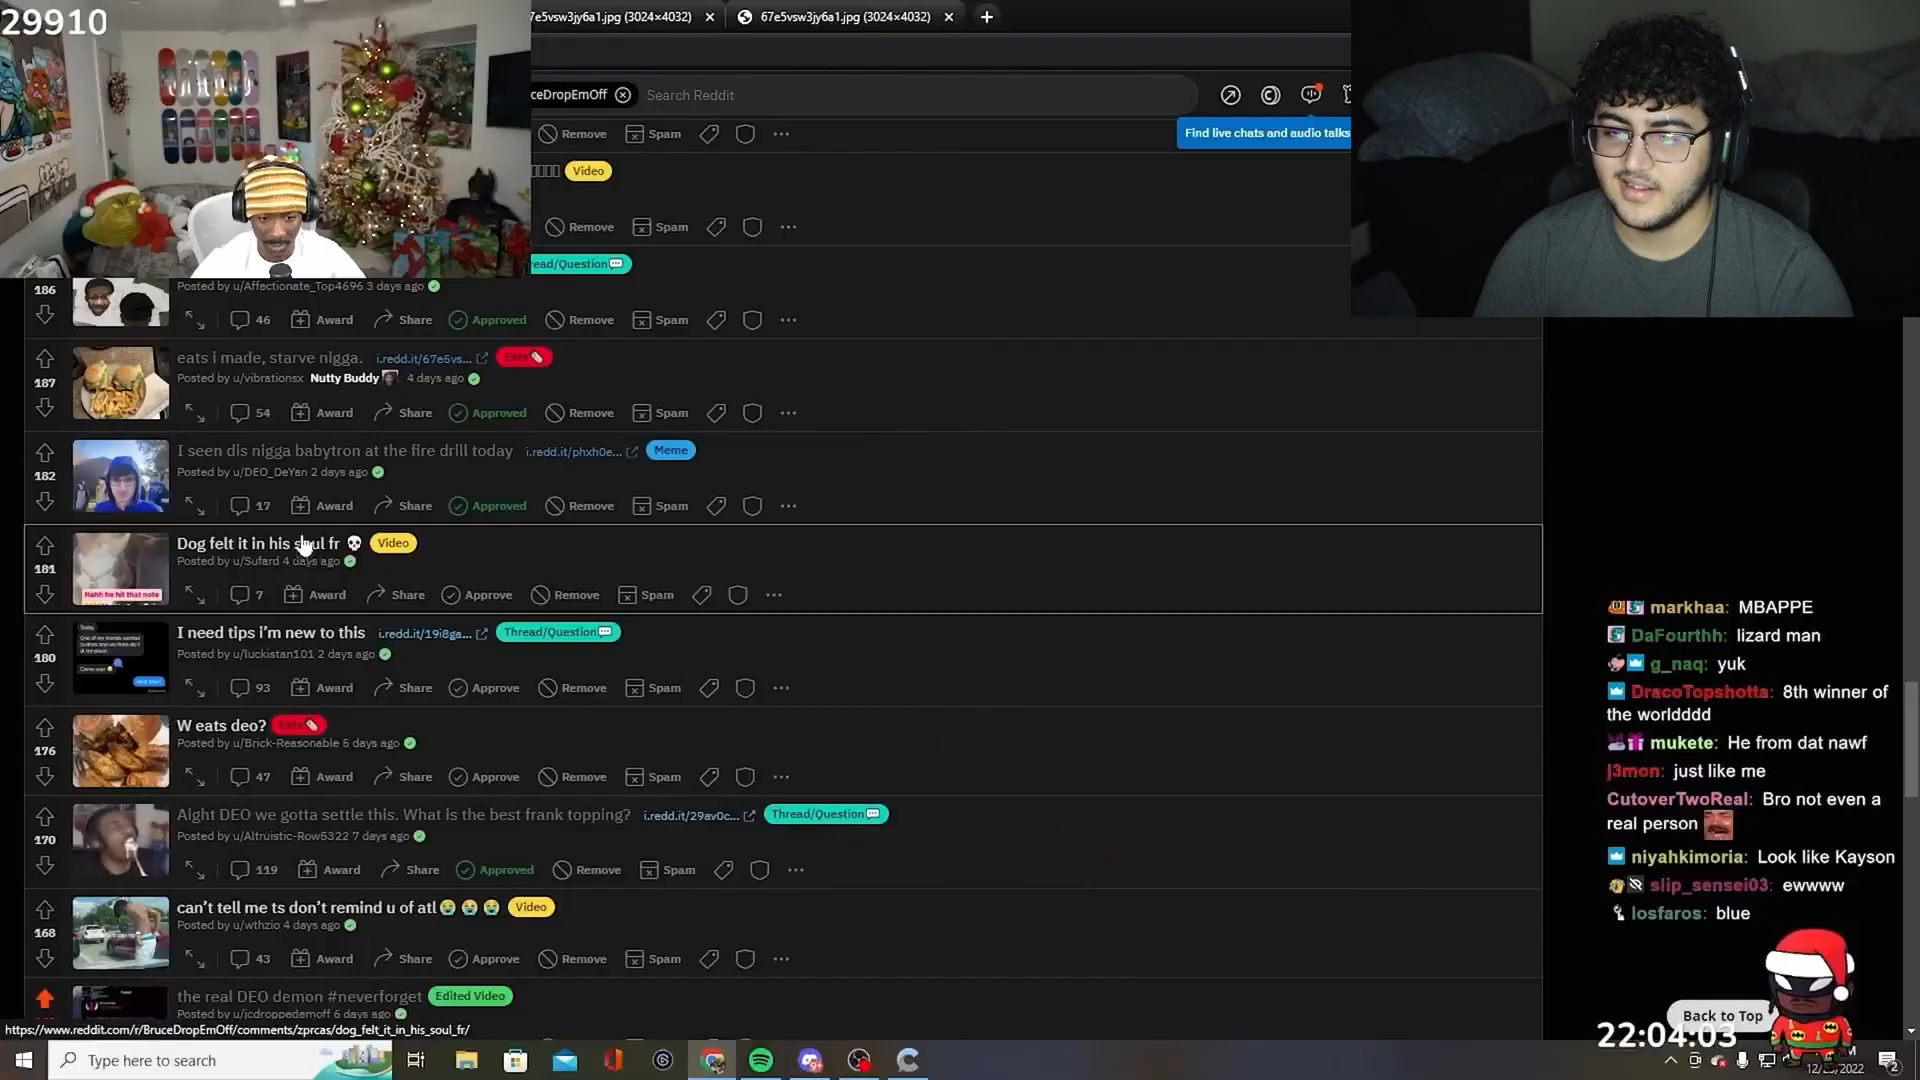 29910
7e5vsw3jy6a1.jpg (3024×4032)
67e5vsw3jy6a1.jpg (3024×4032)
ceDropEmOff
Search Reddit
Find live chats and audio talks
Remove Spam
Video
Remove Spam
ead/Question
186
Posted by u/Affectionate_Top4696 3 days ago
46 Award Share Approved Remove Spam
eats i made, starve nigga. i.redd.it/67e5vs... Eats
187
Posted by u/vibrationsx Nutty Buddy 4 days ago
54 Award Share Approved Remove Spam
I seen dis nigga babytron at the fire drill today i.redd.it/phxh0e... Meme
182
Posted by u/DEO_DeYan 2 days ago
17 Award Share Approved Remove Spam
Dog felt it in his soul fr 💀 Video
181
Posted by u/Sufard 4 days ago
Nahh he hit that note
7 Award Share Approve Remove Spam
I need tips i'm new to this i.redd.it/19i8ga... Thread/Question
180
Posted by u/luckistan101 2 days ago
93 Award Share Approve Remove Spam
W eats deo? Eats
176
Posted by u/Brick-Reasonable 5 days ago
47 Award Share Approve Remove Spam
Aight DEO we gotta settle this. What is the best frank topping? i.redd.it/29av0c... Thread/Question
170
Posted by u/Altruistic-Row5322 7 days ago
119 Award Share Approved Remove Spam
can't tell me ts don't remind u of atl 😭 😭 😭 Video
168
Posted by u/wthzio 4 days ago
43 Award Share Approve Remove Spam
the real DEO demon #neverforget Edited Video
Posted by u/jcdroppedemoff 6 days ago
https://www.reddit.com/r/BruceDropEmOff/comments/zprcas/dog_felt_it_in_his_soul_fr/
markhaa: MBAPPE
DaFourthh: lizard man
g_naq: yuk
DracoTopshotta: 8th winner of
the worldddd
mukete: He from dat nawf
j3mon: just like me
CutoverTwoReal: Bro not even a
real person
niyahkimoria: Look like Kayson
slip_sensei03: ewwww
losfaros: blue
Back to Top
22:04:03
Type here to search
2